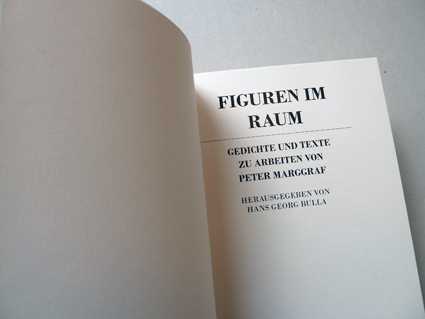 FIGUREN IM
RAUM
GEDICHTE UND TEXTE
ZU ARBEITEN VON
PETER MARGGRAF
HERAUSGEGEBEN VON
HANS GEORG BULLA